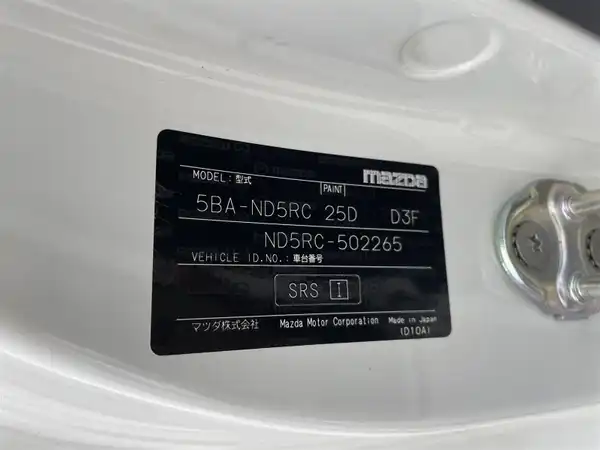 mazda
MODEL:型式 PAINT
5BA-ND5RC 25D D3F
ND5RC-502265
VEHICLE ID.NO.:車台番号
SRS I
マツダ株式会社 Mazda Motor Corporation Made in Japan
(D10A)